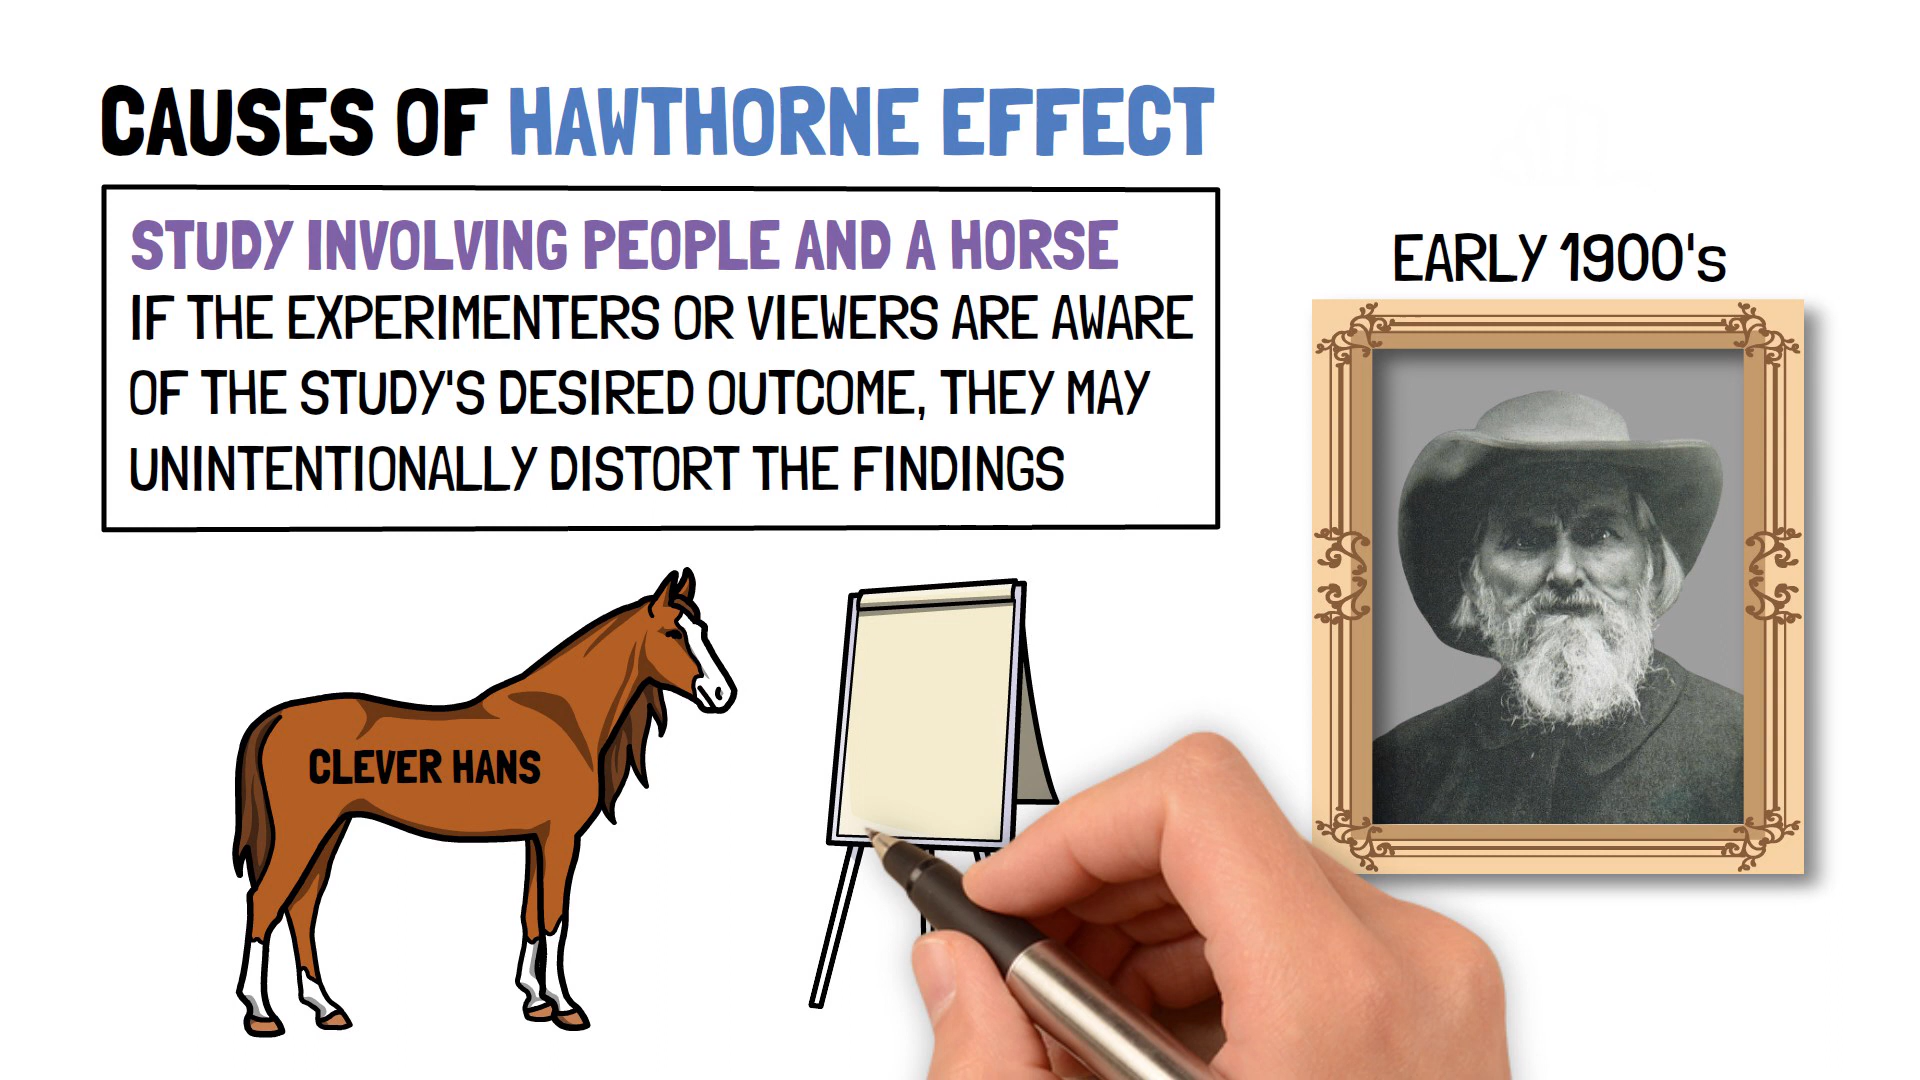 CAUSES OF HAWTHORNE EFFECT
STUDY INVOLVING PEOPLE AND A HORSE
IF THE EXPERIMENTERS OR VIEWERS ARE AWARE
OF THE STUDY'S DESIRED OUTCOME, THEY MAY
UNINTENTIONALLY DISTORT THE FINDINGS
EARLY 1900's
CLEVER HANS